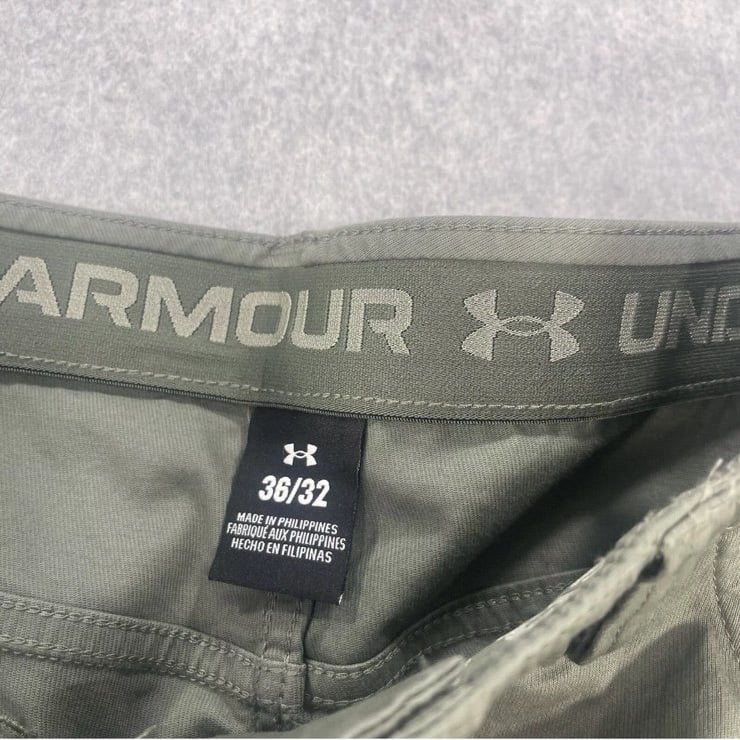 ARMOUR UND
36/32
MADE IN PHILIPPINES
FABRIQUÉ AUX PHILIPPINES
HECHO EN FILIPINAS